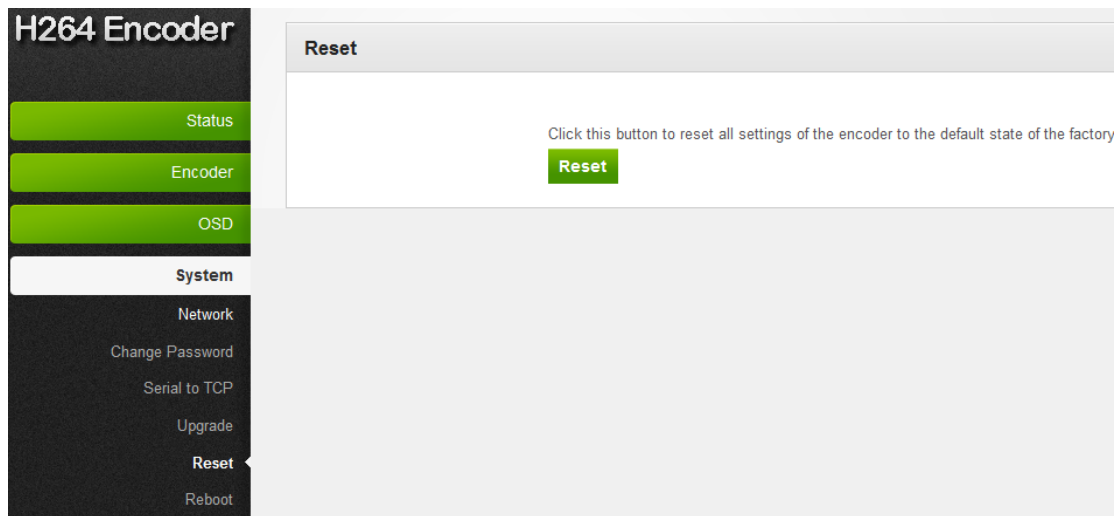 H264 Encoder
Status
Encoder
OSD
System
Network
Change Password
Serial to TCP
Upgrade
Reset
Reboot
Reset
Click this button to reset all settings of the encoder to the default state of the factory
Reset